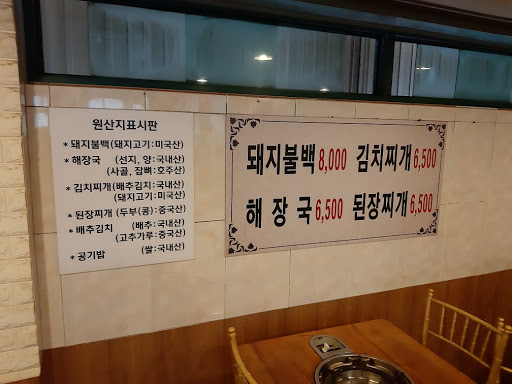 원산지표시판
* 돼지불백(돼지고기:미국산)
* 해장국 (선지, 양:국내산)
(사골, 잡뼈:호주산)
* 김치찌개(배추김치:국내산)
(돼지고기:미국산)
* 된장찌개(두부(콩):중국산)
* 배추김치 (배추:국내산)
(고추가루:중국산)
* 공기밥 (쌀:국내산)
돼지불백 8,000 김치찌개 6,500
해장국 6,500 된장찌개 6,500